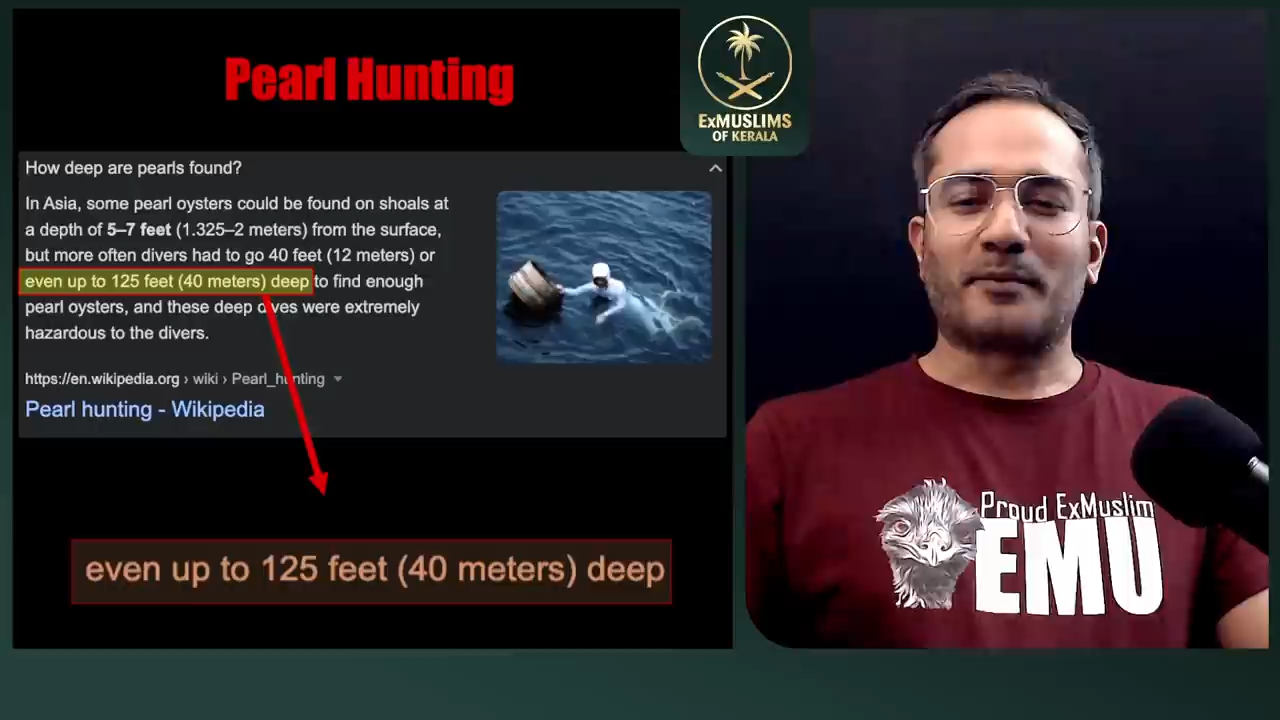 Pearl Hunting
ExMUSLIMS
OF KERALA
How deep are pearls found?
In Asia, some pearl oysters could be found on shoals at
a depth of 5–7 feet (1.325–2 meters) from the surface,
but more often divers had to go 40 feet (12 meters) or
even up to 125 feet (40 meters) deep to find enough
pearl oysters, and these deep dives were extremely
hazardous to the divers.
https://en.wikipedia.org › wiki › Pearl_hunting
Pearl hunting - Wikipedia
even up to 125 feet (40 meters) deep
Proud ExMuslim
EMU